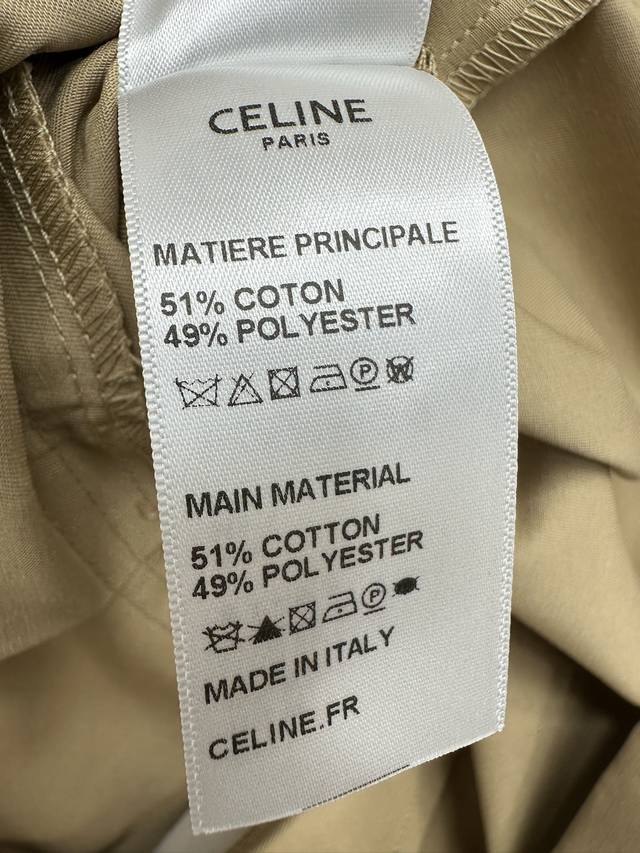 CELINE
PARIS
MATIERE PRINCIPALE
51% COTON
49% POLYESTER
P W
MAIN MATERIAL
51% COTTON
49% POLYESTER
P
MADE IN ITALY
CELINE.FR